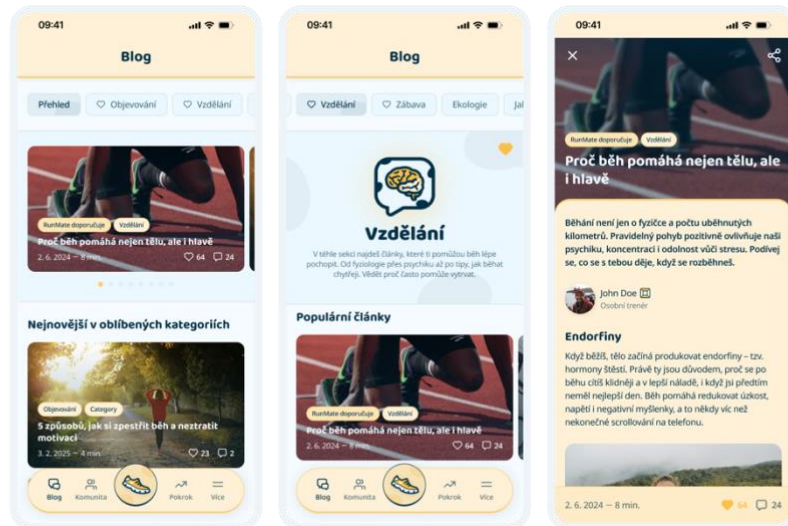 09:41
Blog
Přehled
Objevování
Vzdělání
RunMate doporučuje
Vzdělání
Proč běh pomáhá nejen tělu, ale i hlavě
2. 6. 2024 – 8 min.
64
24
Nejnovější v oblíbených kategoriích
Objevování
Category
5 způsobů, jak si zpestřit běh a neztratit
motivaci
3. 2. 2025 – 4 min.
23
2
Blog
Komunita
Pokrok
Více
09:41
Blog
Vzdělání
Zábava
Ekologie
Jak
Vzdělání
V téhle sekci najdeš články, které ti pomůžou běh lépe
pochopit. Od fyziologie přes psychiku až po tipy, jak běhat
chytřeji. Vědět proč často pomůže vytrvat.
Populární články
RunMate doporučuje
Vzdělání
Proč běh pomáhá nejen tělu, ale i hlavě
2. 6. 2024 – 8 min.
64
24
Blog
Komunita
Pokrok
Více
09:41
RunMate doporučuje
Vzdělání
Proč běh pomáhá nejen tělu, ale
i hlavě
Běhání není jen o fyzičce a počtu uběhnutých
kilometrů. Pravidelný pohyb pozitivně ovlivňuje naši
psychiku, koncentraci i odolnost vůči stresu. Podívej
se, co se s tebou děje, když se rozběhneš.
John Doe
Osobní trenér
Endorfiny
Když běžíš, tělo začíná produkovat endorfiny – tzv.
hormony štěstí. Právě ty jsou důvodem, proč se po
běhu cítíš klidněji a v lepší náladě, i když jsi předtím
neměl nejlepší den. Běh pomáhá redukovat úzkost,
napětí i negativní myšlenky, a to někdy víc než
nekonečné scrollování na telefonu.
2. 6. 2024 – 8 min.
64
24